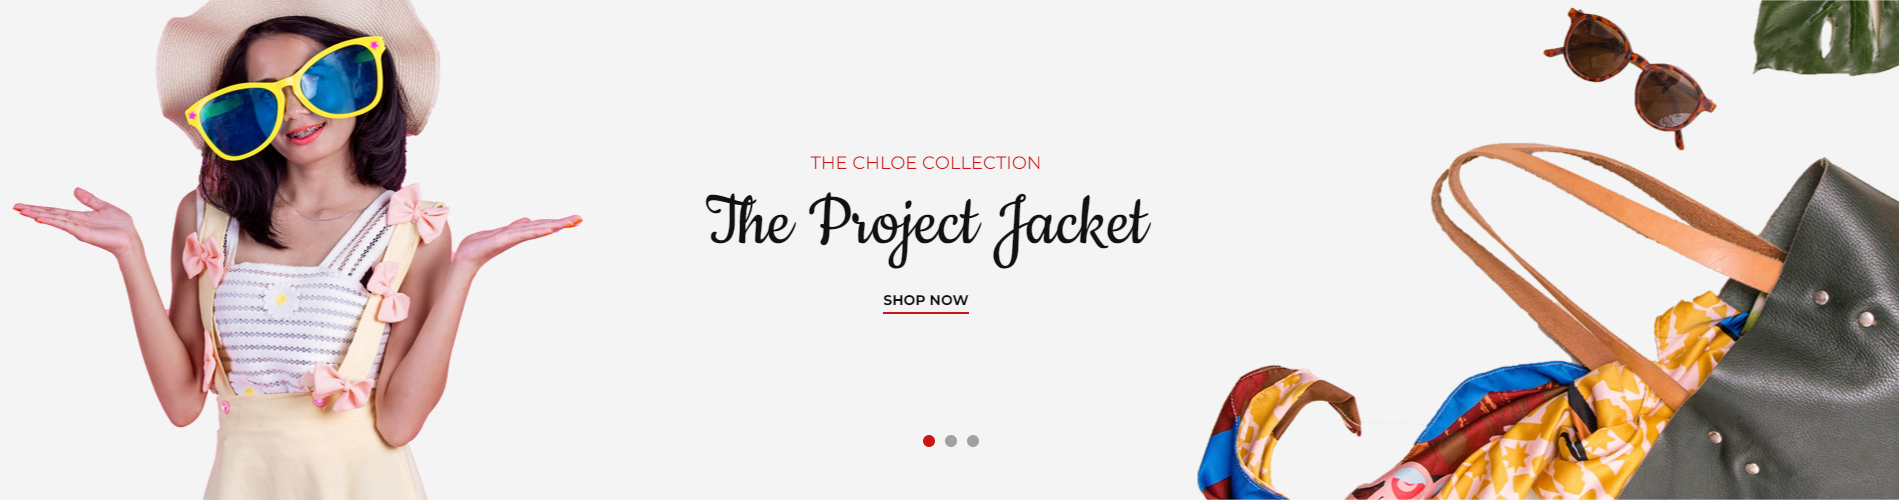 THE CHLOE COLLECTION
The Project Jacket
SHOP NOW